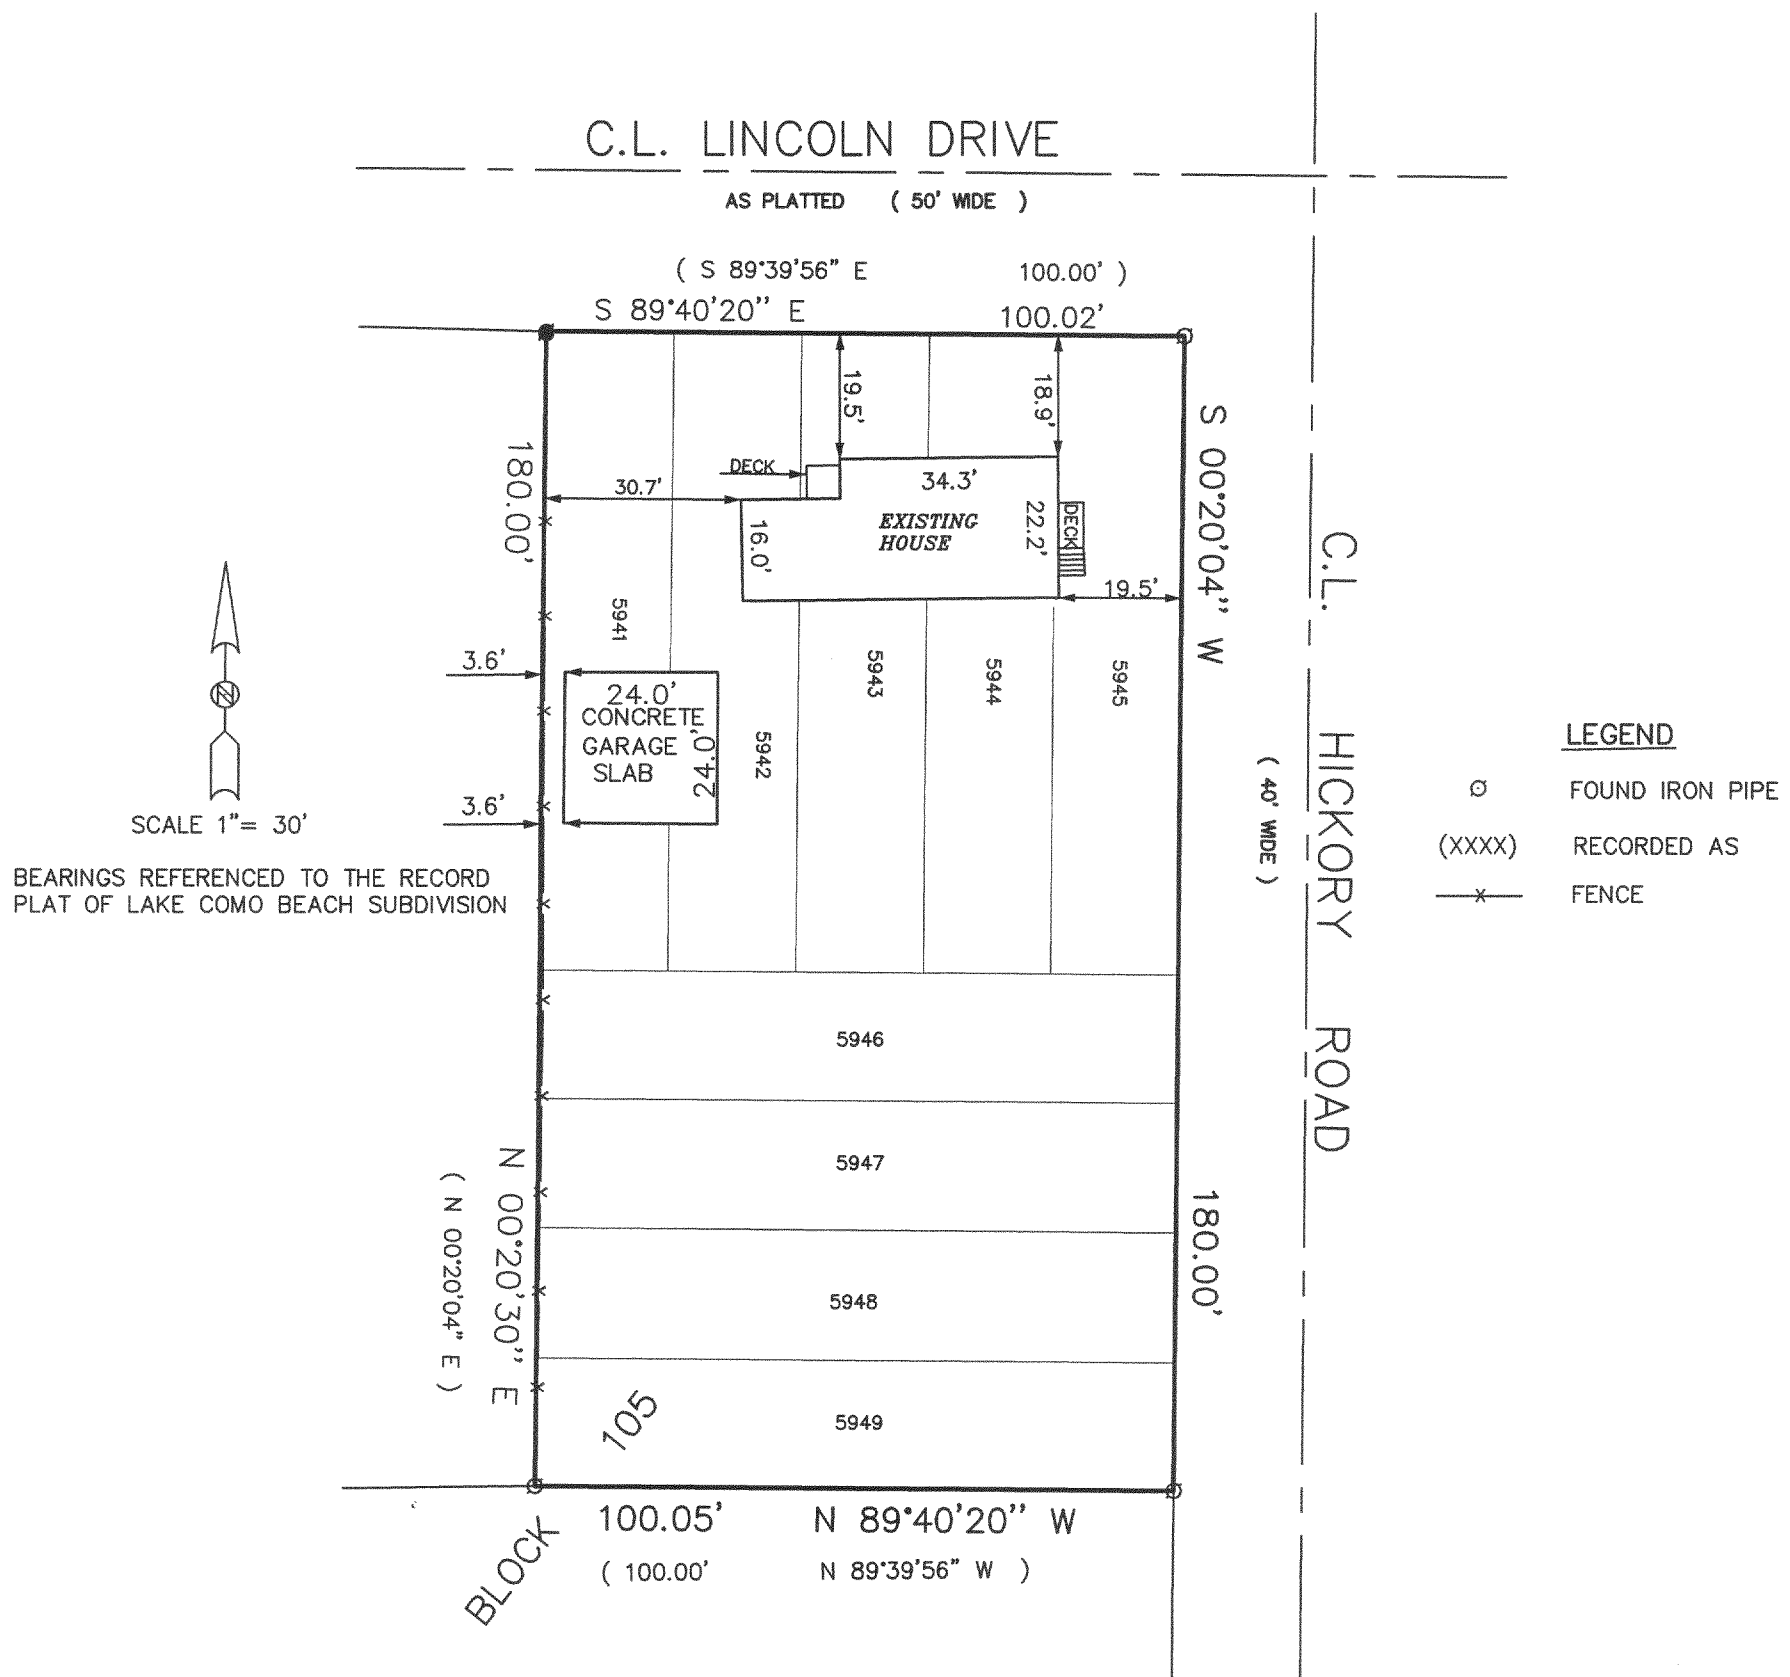 C.L. LINCOLN DRIVE
AS PLATTED ( 50' WIDE )
( S 89°39'56" E 100.00' )
S 89°40'20" E 100.02'
19.5'
18.9'
S 00°20'04" W
180.00'
DECK
30.7'
34.3'
EXISTING
HOUSE
16.0'
22.2'
DECK
19.5'
C.L. HICKORY ROAD
( 40' WIDE )
5941
5942
5943
5944
5945
3.6'
24.0'
CONCRETE
GARAGE
SLAB
24.0'
3.6'
N
SCALE 1"= 30'
BEARINGS REFERENCED TO THE RECORD
PLAT OF LAKE COMO BEACH SUBDIVISION
LEGEND
FOUND IRON PIPE
(XXXX) RECORDED AS
x FENCE
5946
5947
5948
5949
N 00°20'30" E
( N 00°20'04" E )
180.00'
BLOCK 105
100.05' N 89°40'20" W
( 100.00' N 89°39'56" W )